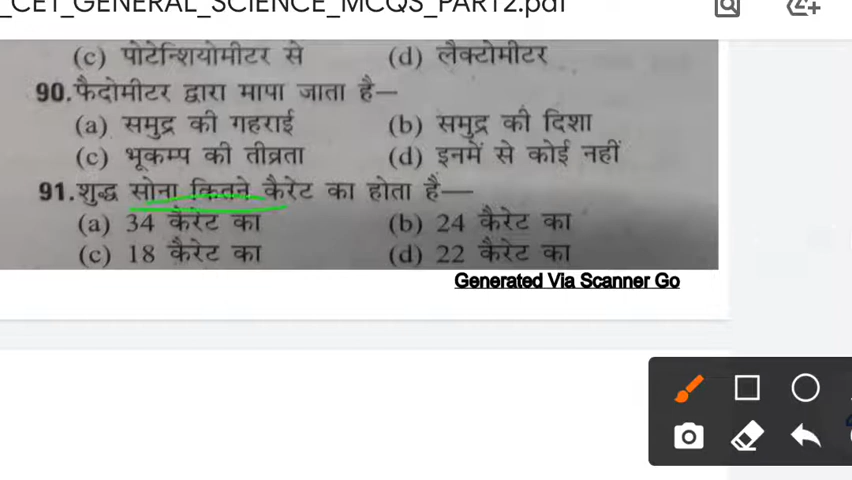 _CET_GENERAL_SCIENCE_MCQS_PART2.pdf
(c) पोटेन्शियोमीटर से (d) लैक्टोमीटर
90. फैदोमीटर द्वारा मापा जाता है—
(a) समुद्र की गहराई (b) समुद्र की दिशा
(c) भूकम्प की तीव्रता (d) इनमें से कोई नहीं
91. शुद्ध सोना कितने कैरेट का होता है—
(a) 34 कैरेट का (b) 24 कैरेट का
(c) 18 कैरेट का (d) 22 कैरेट का
Generated Via Scanner Go